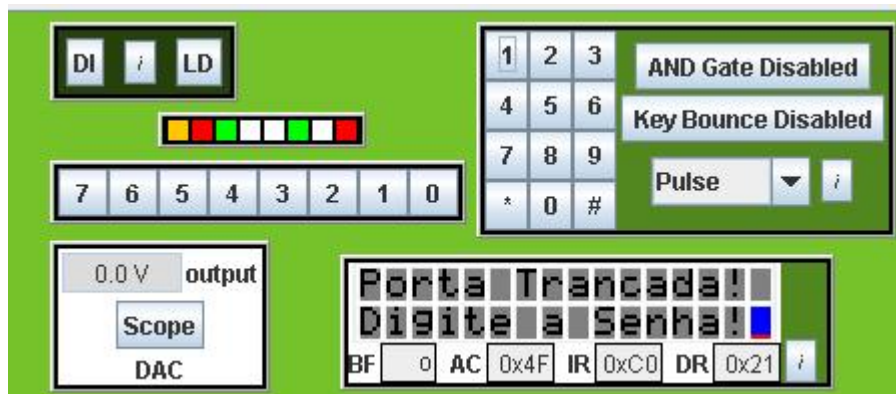 DI i LD
1 2 3
4 5 6
7 8 9
* 0 #
AND Gate Disabled
Key Bounce Disabled
Pulse i
7 6 5 4 3 2 1 0
0.0 V output
Scope
DAC
Porta Trancada!
Digite a Senha!
BF 0 AC 0x4F IR 0xC0 DR 0x21 i